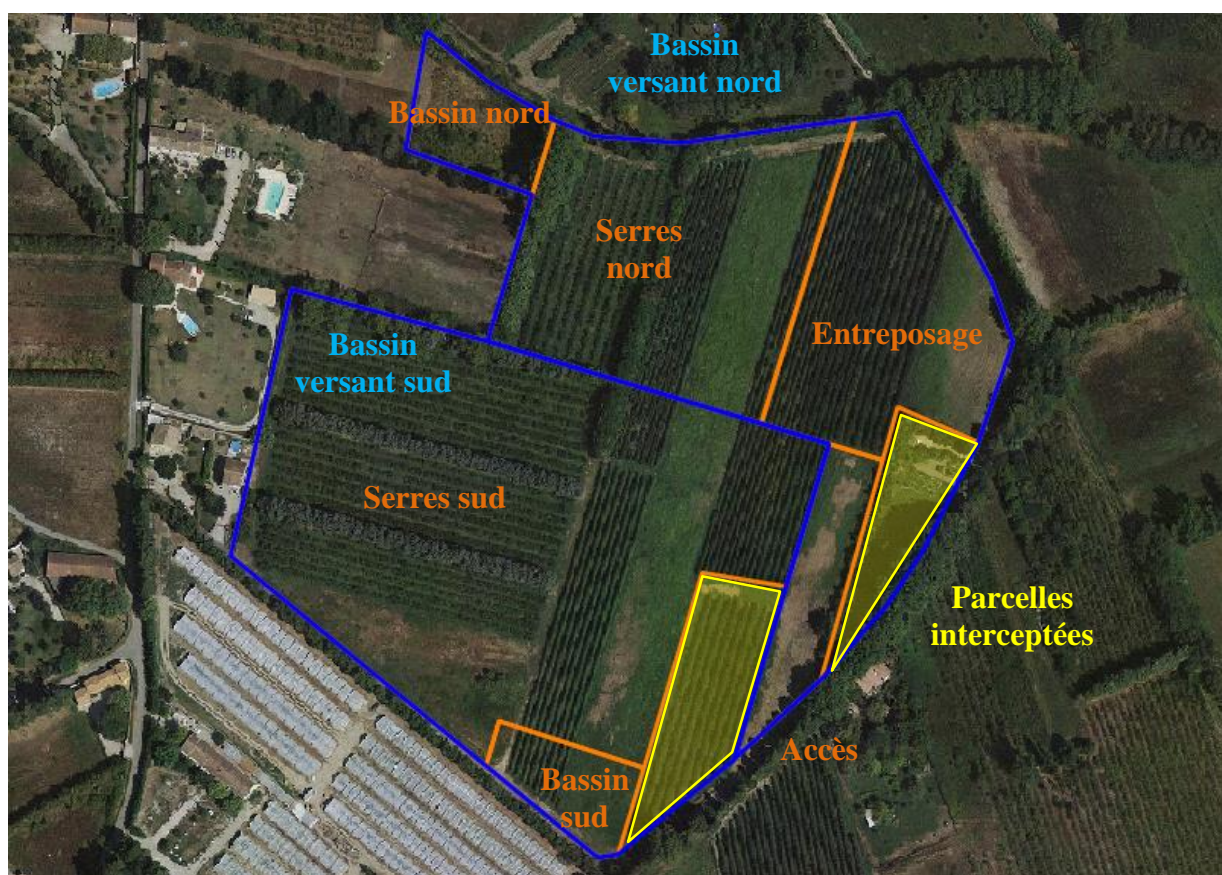 Bassin
versant nord
Bassin nord
Serres
nord
Entreposage
Bassin
versant sud
Serres sud
Parcelles
interceptées
Accès
Bassin
sud